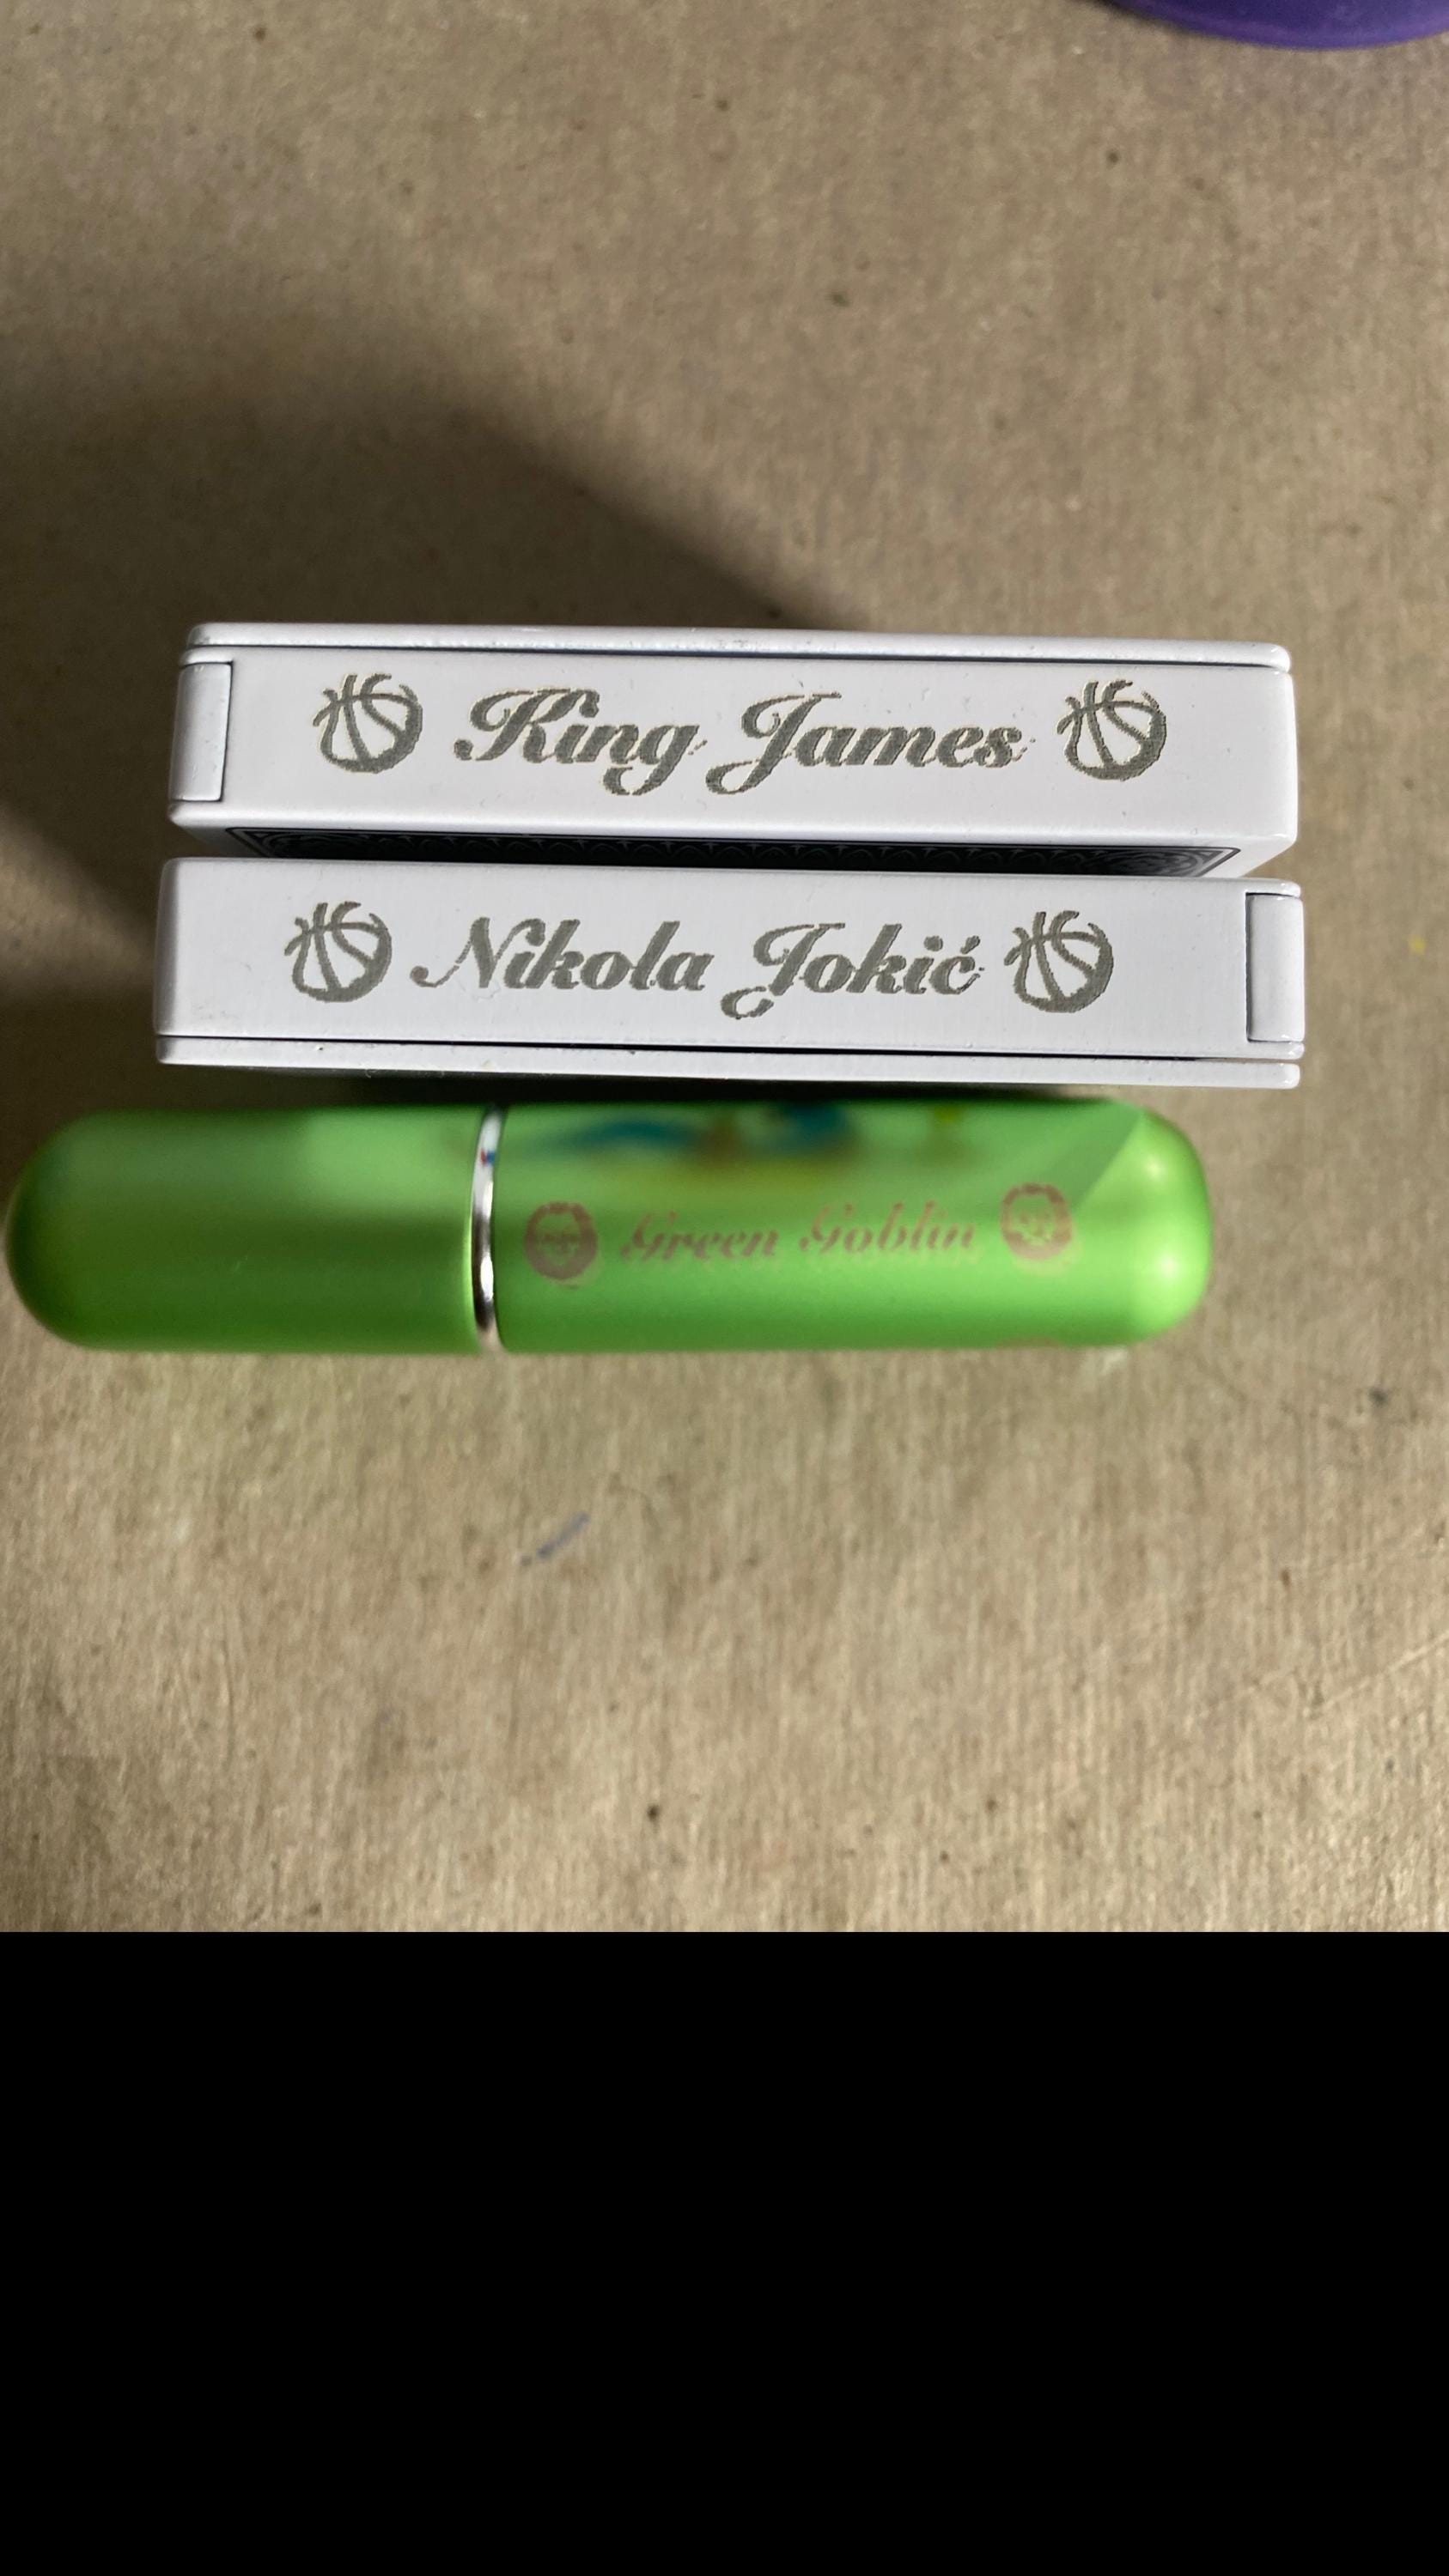 King James
Nikola Jokić
Green Goblin